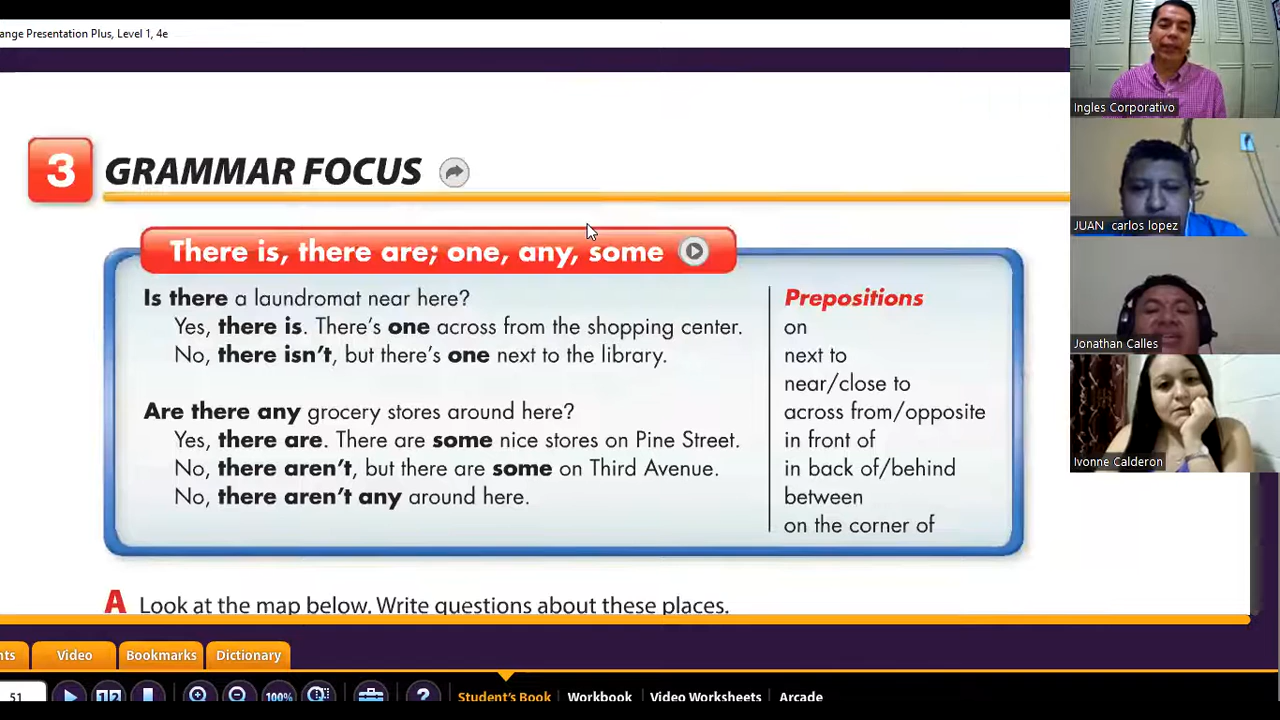 ange Presentation Plus, Level 1, 4e
3 GRAMMAR FOCUS
There is, there are; one, any, some
Is there a laundromat near here?
Yes, there is. There's one across from the shopping center.
No, there isn't, but there's one next to the library.
Are there any grocery stores around here?
Yes, there are. There are some nice stores on Pine Street.
No, there aren't, but there are some on Third Avenue.
No, there aren't any around here.
Prepositions
on
next to
near/close to
across from/opposite
in front of
in back of/behind
between
on the corner of
A Look at the map below. Write questions about these places.
nts Video Bookmarks Dictionary
51 100% ? Student's Book Workbook Video Worksheets Arcade
Ingles Corporativo
JUAN carlos lopez
Jonathan Calles
Ivonne Calderon